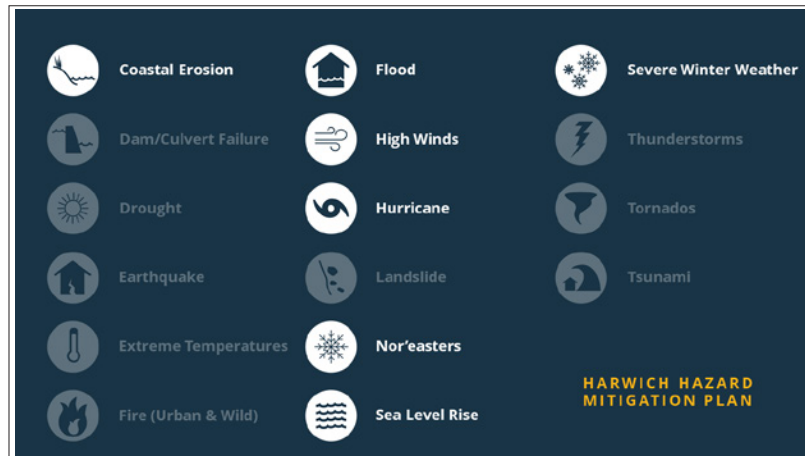 Coastal Erosion
Dam/Culvert Failure
Drought
Earthquake
Extreme Temperatures
Fire (Urban & Wild)
Flood
High Winds
Hurricane
Landslide
Nor'easters
Sea Level Rise
Severe Winter Weather
Thunderstorms
Tornados
Tsunami
HARWICH HAZARD
MITIGATION PLAN